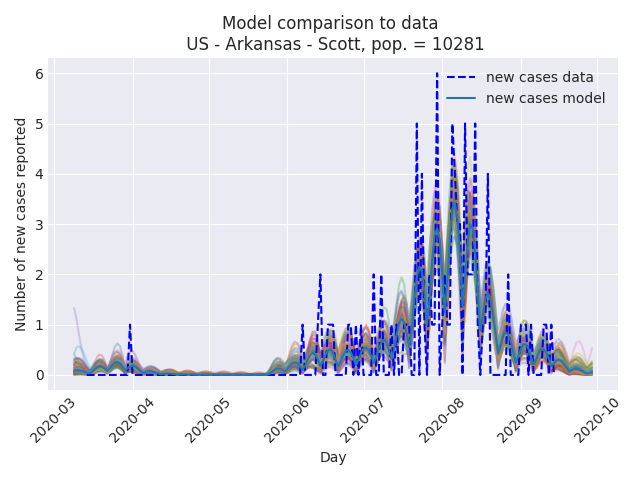 Model comparison to data
US - Arkansas - Scott, pop. = 10281
new cases data
new cases model
Number of new cases reported
6
5
4
3
2
1
0
2020-03
2020-04
2020-05
2020-06
2020-07
2020-08
2020-09
2020-10
Day